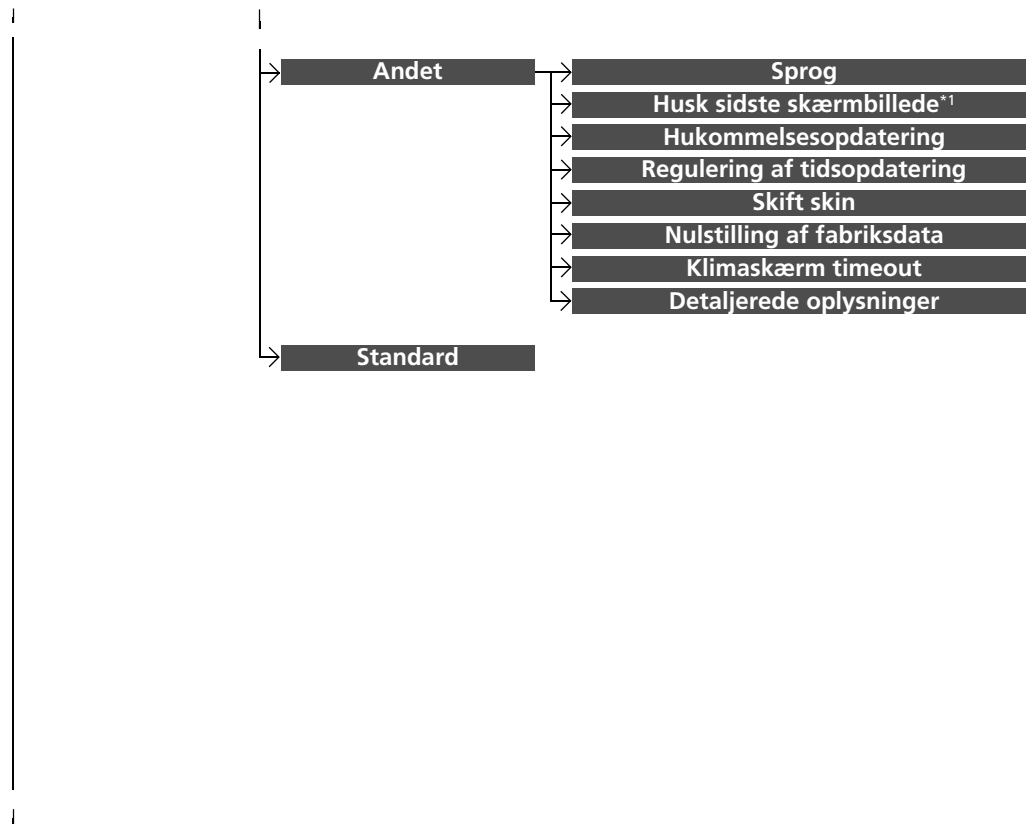 Andet
Sprog
Husk sidste skærmbillede*1
Hukommelsesopdatering
Regulering af tidsopdatering
Skift skin
Nulstilling af fabriksdata
Klimaskærm timeout
Detaljerede oplysninger
Standard